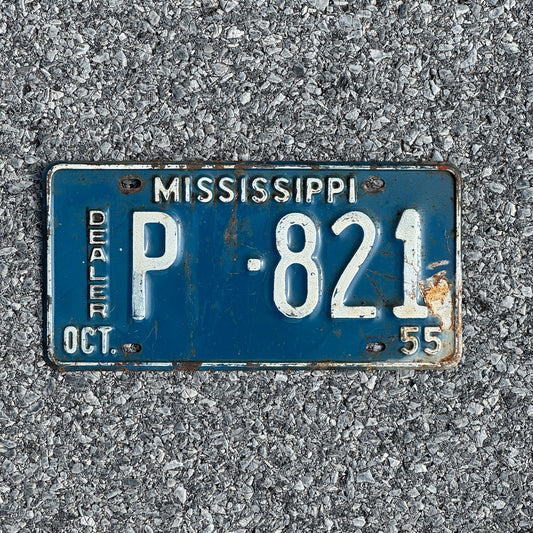 MISSISSIPPI
DEALER
P · 821
OCT. 55